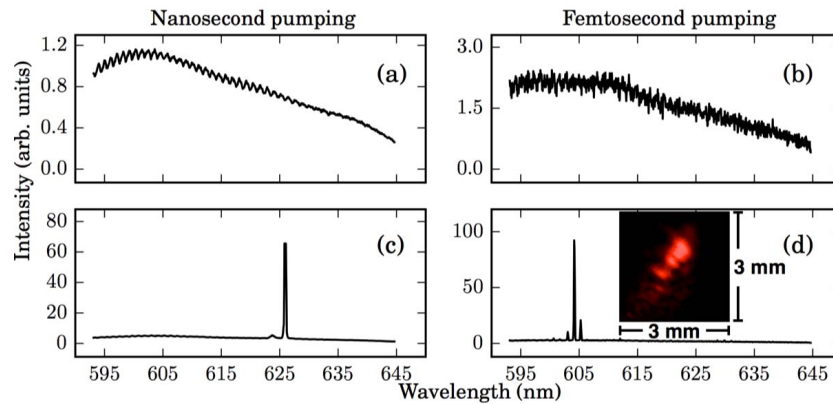 Nanosecond pumping
Femtosecond pumping
Intensity (arb. units)
1.2
0.8
0.4
0.0
(a)
3.0
1.5
0.0
(b)
80
60
40
20
0
(c)
595 605 615 625 635 645
100
50
0
(d)
3 mm
3 mm
595 605 615 625 635 645
Wavelength (nm)